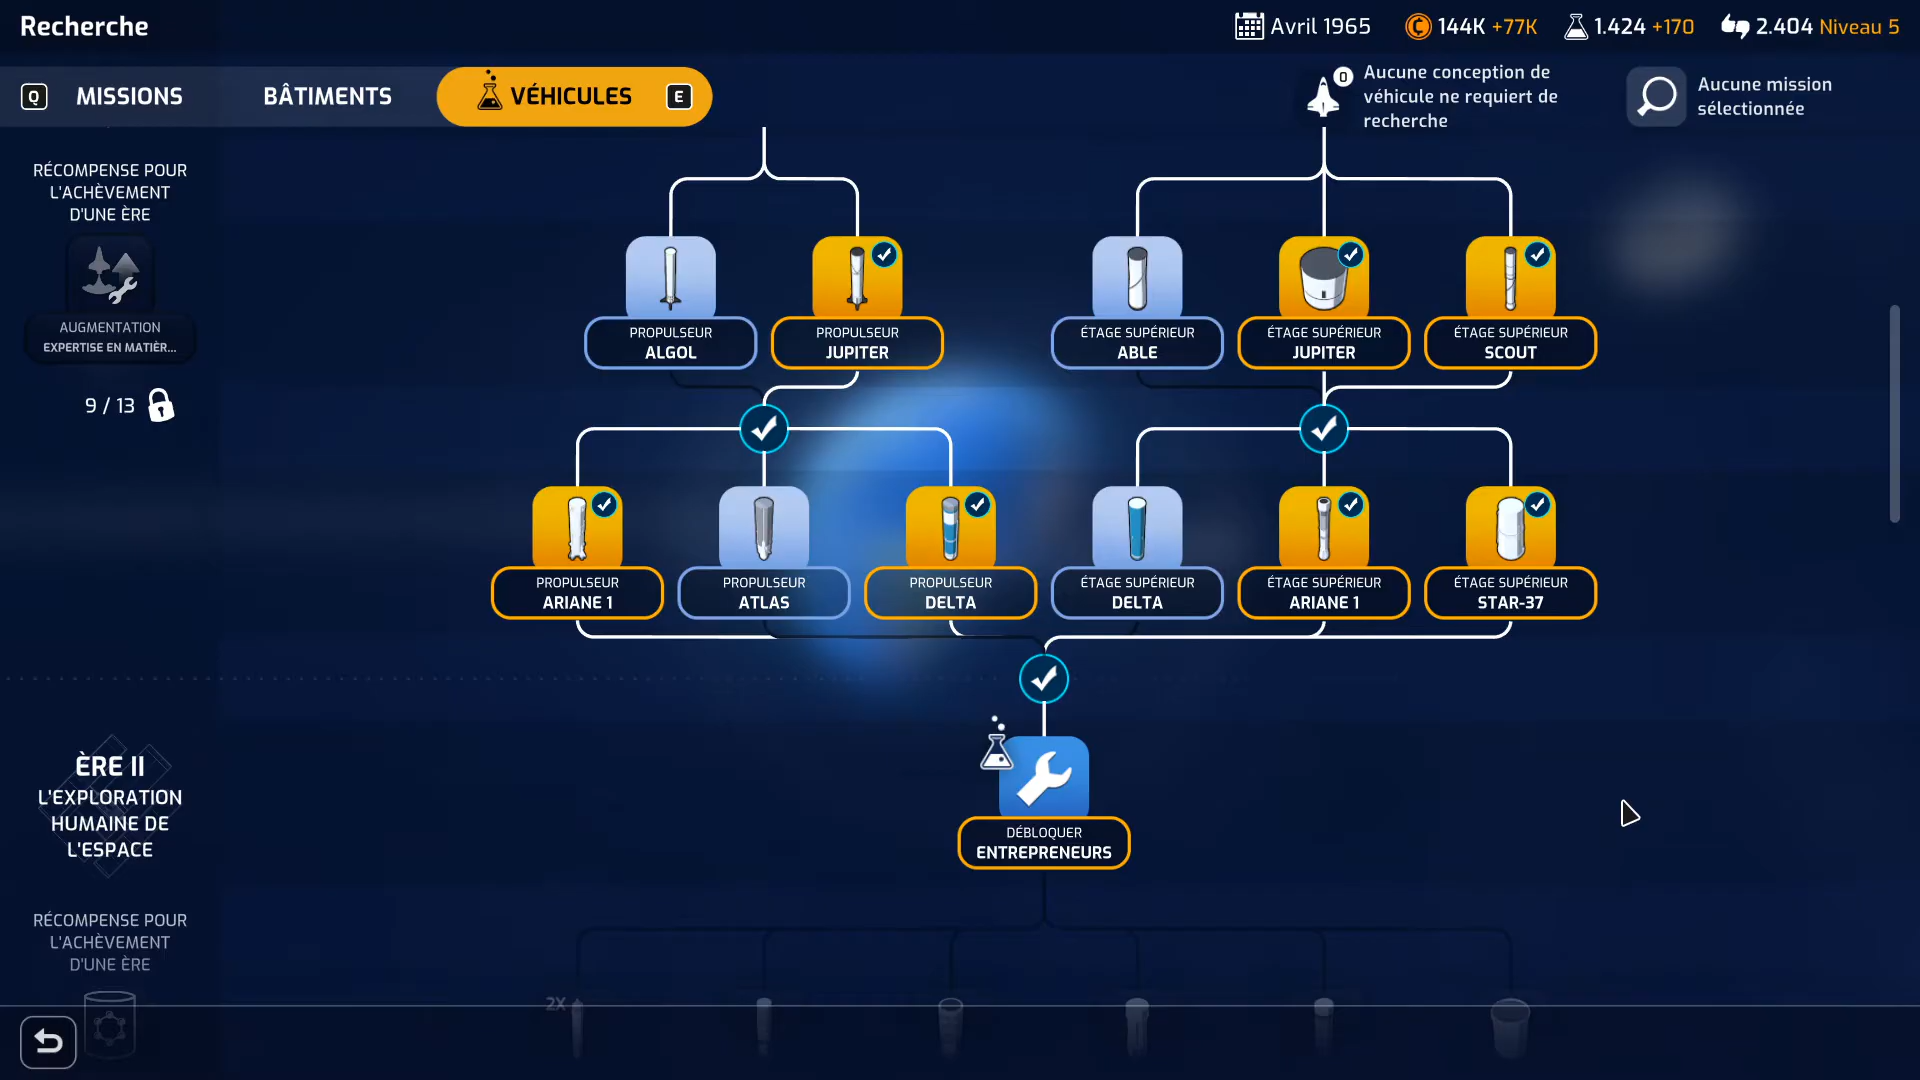 Recherche
Avril 1965
144K +77K
1.424 +170
2.404 Niveau 5
Q
MISSIONS
BÂTIMENTS
VÉHICULES
E
0
Aucune conception de
véhicule ne requiert de
recherche
Aucune mission
sélectionnée
RÉCOMPENSE POUR
L'ACHÈVEMENT
D'UNE ÈRE
AUGMENTATION
EXPERTISE EN MATIÈR...
9 / 13
PROPULSEUR
ALGOL
PROPULSEUR
JUPITER
ÉTAGE SUPÉRIEUR
ABLE
ÉTAGE SUPÉRIEUR
JUPITER
ÉTAGE SUPÉRIEUR
SCOUT
PROPULSEUR
ARIANE 1
PROPULSEUR
ATLAS
PROPULSEUR
DELTA
ÉTAGE SUPÉRIEUR
DELTA
ÉTAGE SUPÉRIEUR
ARIANE 1
ÉTAGE SUPÉRIEUR
STAR-37
ÈRE II
L'EXPLORATION
HUMAINE DE
L'ESPACE
DÉBLOQUER
ENTREPRENEURS
RÉCOMPENSE POUR
L'ACHÈVEMENT
D'UNE ÈRE
2X